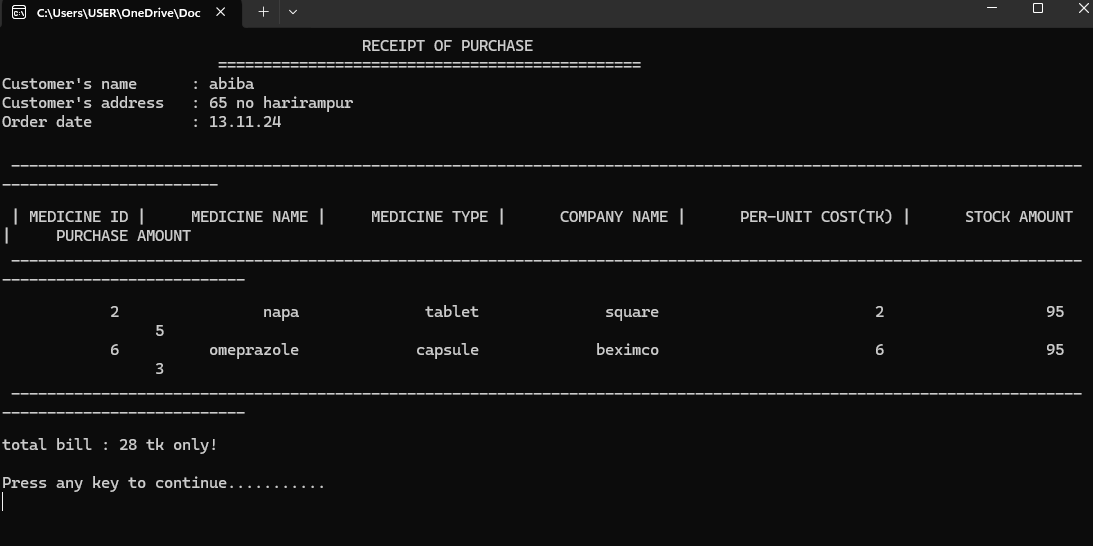 C:\Users\USER\OneDrive\Doc
RECEIPT OF PURCHASE
===============================================
Customer's name      : abiba
Customer's address   : 65 no harirampur
Order date           : 13.11.24
-----------------------------------------------------------------------------------------------------------------------
------------------------
| MEDICINE ID |     MEDICINE NAME |     MEDICINE TYPE |      COMPANY NAME |      PER-UNIT COST(TK) |      STOCK AMOUNT
|     PURCHASE AMOUNT
-----------------------------------------------------------------------------------------------------------------------
---------------------------
2                napa              tablet              square                        2                  95
5
6          omeprazole             capsule             beximco                        6                  95
3
-----------------------------------------------------------------------------------------------------------------------
---------------------------
total bill : 28 tk only!
Press any key to continue...........